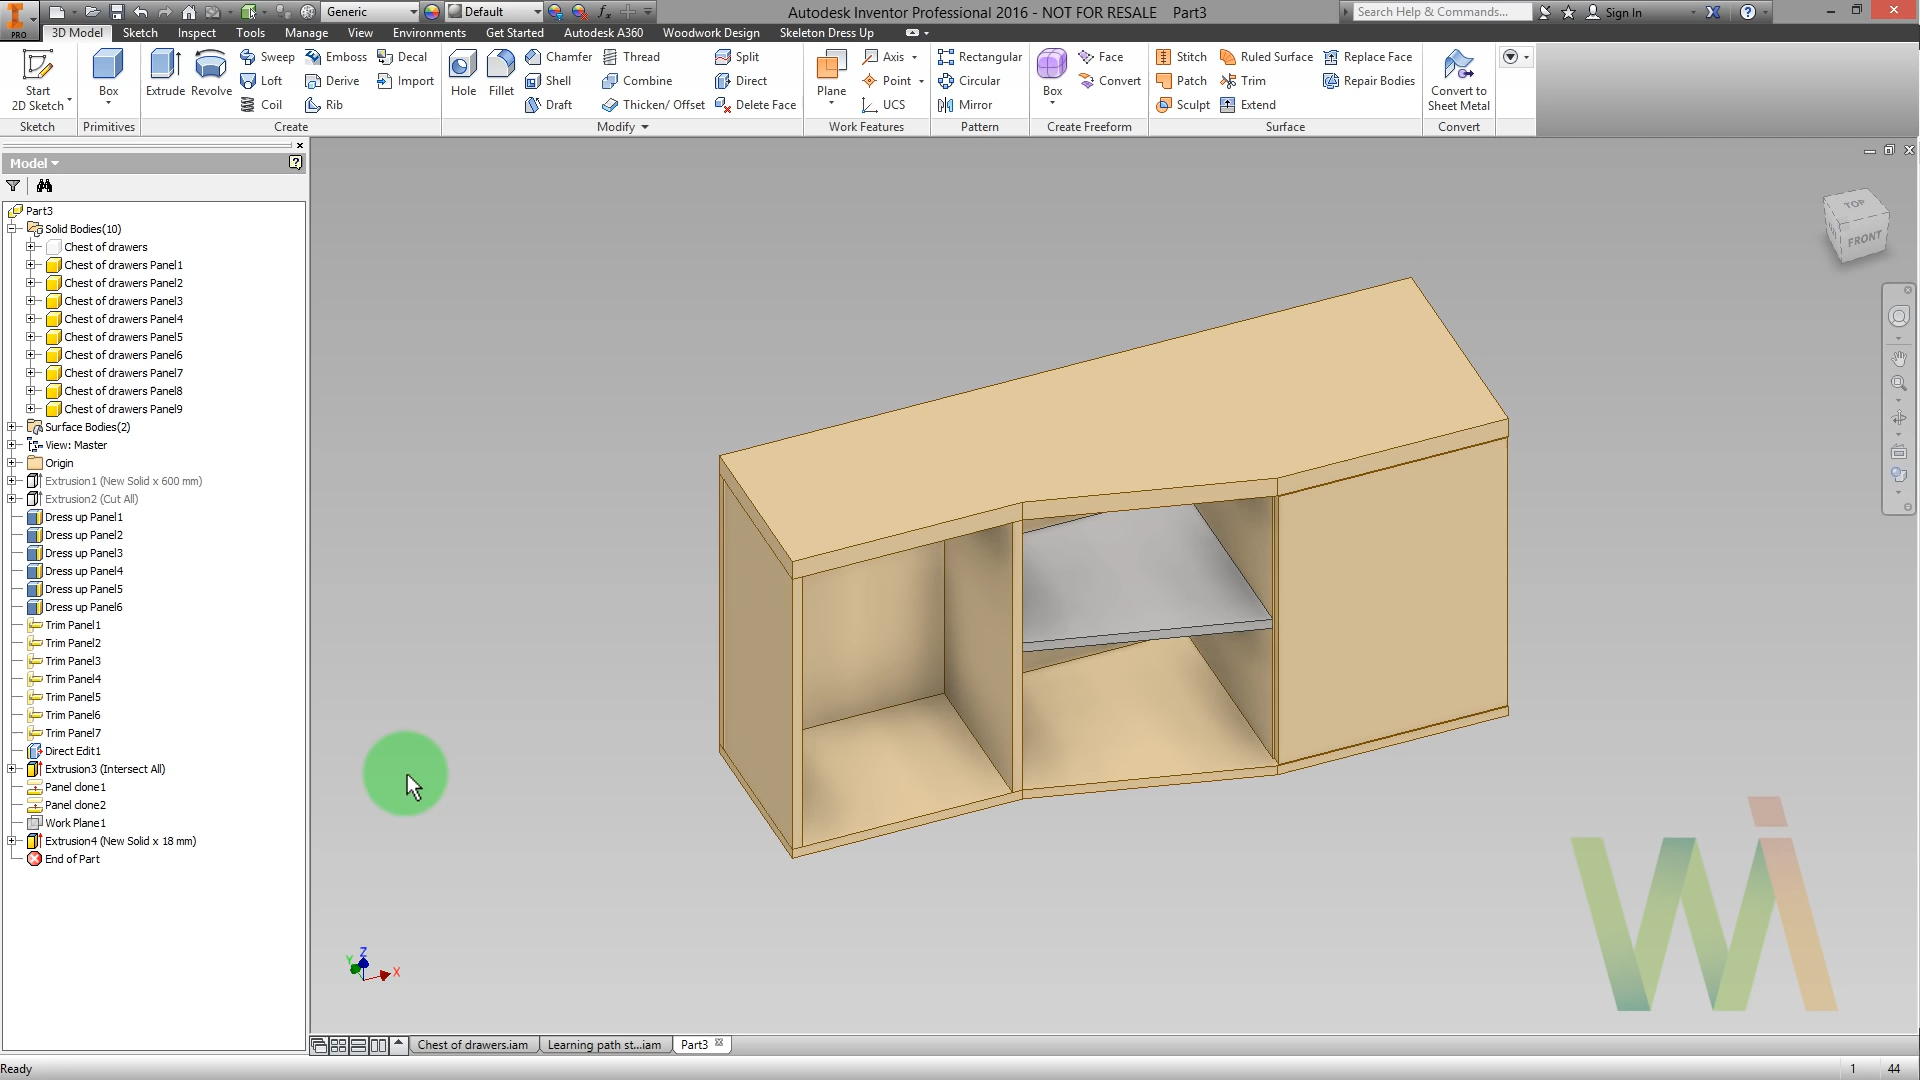 PRO
Generic
Default
Autodesk Inventor Professional 2016 - NOT FOR RESALE Part3
Search Help & Commands...
Sign In
3D Model Sketch Inspect Tools Manage View Environments Get Started Autodesk A360 Woodwork Design Skeleton Dress Up
Start
2D Sketch
Box
Extrude
Revolve
Sweep
Loft
Coil
Emboss
Derive
Rib
Decal
Import
Hole
Fillet
Chamfer
Shell
Draft
Thread
Combine
Thicken/ Offset
Split
Direct
Delete Face
Plane
Axis
Point
UCS
Rectangular
Circular
Mirror
Box
Face
Convert
Stitch
Patch
Sculpt
Ruled Surface
Trim
Extend
Replace Face
Repair Bodies
Convert to
Sheet Metal
Sketch Primitives Create Modify Work Features Pattern Create Freeform Surface Convert
Model
Part3
Solid Bodies(10)
Chest of drawers
Chest of drawers Panel1
Chest of drawers Panel2
Chest of drawers Panel3
Chest of drawers Panel4
Chest of drawers Panel5
Chest of drawers Panel6
Chest of drawers Panel7
Chest of drawers Panel8
Chest of drawers Panel9
Surface Bodies(2)
View: Master
Origin
Extrusion1 (New Solid x 600 mm)
Extrusion2 (Cut All)
Dress up Panel1
Dress up Panel2
Dress up Panel3
Dress up Panel4
Dress up Panel5
Dress up Panel6
Trim Panel1
Trim Panel2
Trim Panel3
Trim Panel4
Trim Panel5
Trim Panel6
Trim Panel7
Direct Edit1
Extrusion3 (Intersect All)
Panel clone1
Panel clone2
Work Plane1
Extrusion4 (New Solid x 18 mm)
End of Part
TOP
FRONT
Z
Y
X
Chest of drawers.iam
Learning path st...iam
Part3
Ready
1
44